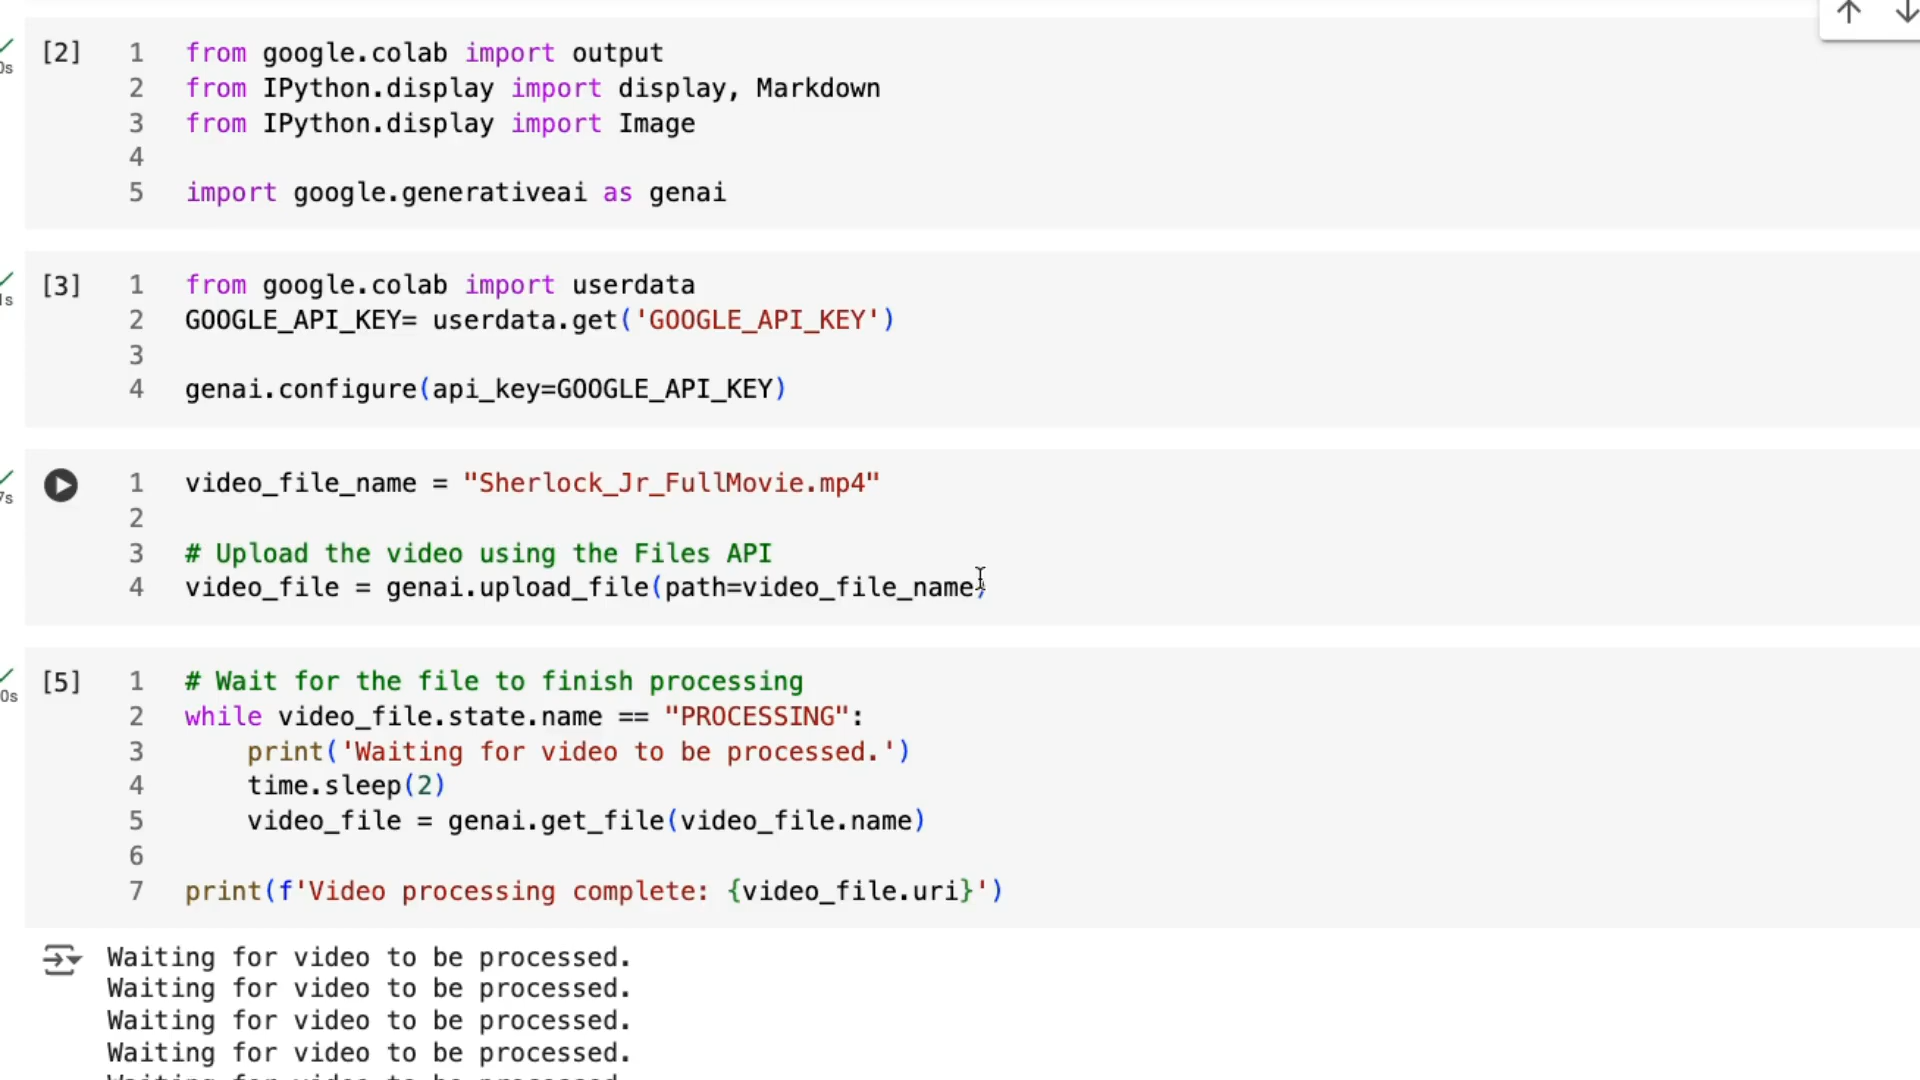 [2] 1 from google.colab import output
2 from IPython.display import display, Markdown
3 from IPython.display import Image
4
5 import google.generativeai as genai
[3] 1 from google.colab import userdata
2 GOOGLE_API_KEY= userdata.get('GOOGLE_API_KEY')
3
4 genai.configure(api_key=GOOGLE_API_KEY)
1 video_file_name = "Sherlock_Jr_FullMovie.mp4"
2
3 # Upload the video using the Files API
4 video_file = genai.upload_file(path=video_file_name)
[5] 1 # Wait for the file to finish processing
2 while video_file.state.name == "PROCESSING":
3     print('Waiting for video to be processed.')
4     time.sleep(2)
5     video_file = genai.get_file(video_file.name)
6
7 print(f'Video processing complete: {video_file.uri}')
Waiting for video to be processed.
Waiting for video to be processed.
Waiting for video to be processed.
Waiting for video to be processed.